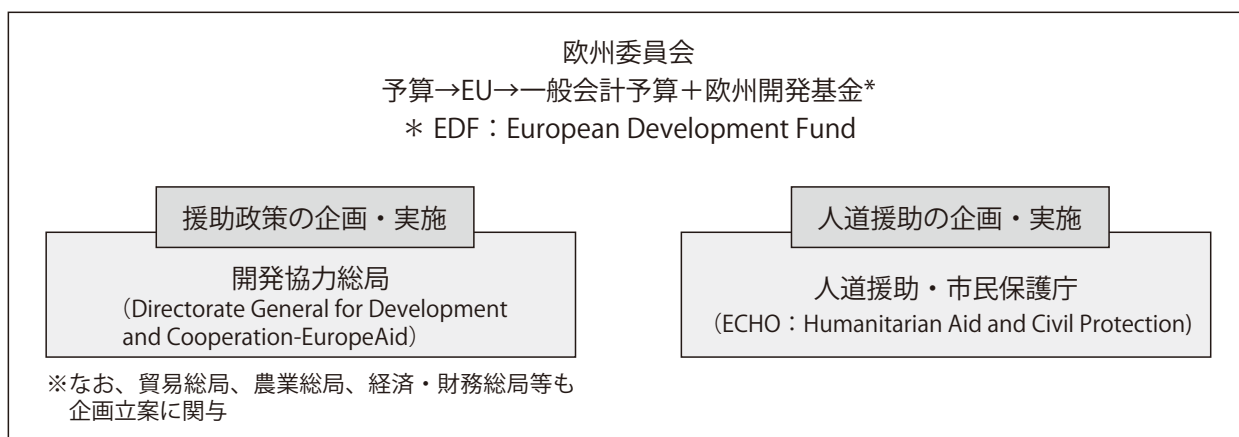 欧州委員会
予算→EU→一般会計予算＋欧州開発基金*
＊ EDF：European Development Fund
援助政策の企画・実施
開発協力総局
（Directorate General for Development
and Cooperation-EuropeAid）
※なお、貿易総局、農業総局、経済・財務総局等も
企画立案に関与
人道援助の企画・実施
人道援助・市民保護庁
（ECHO：Humanitarian Aid and Civil Protection)